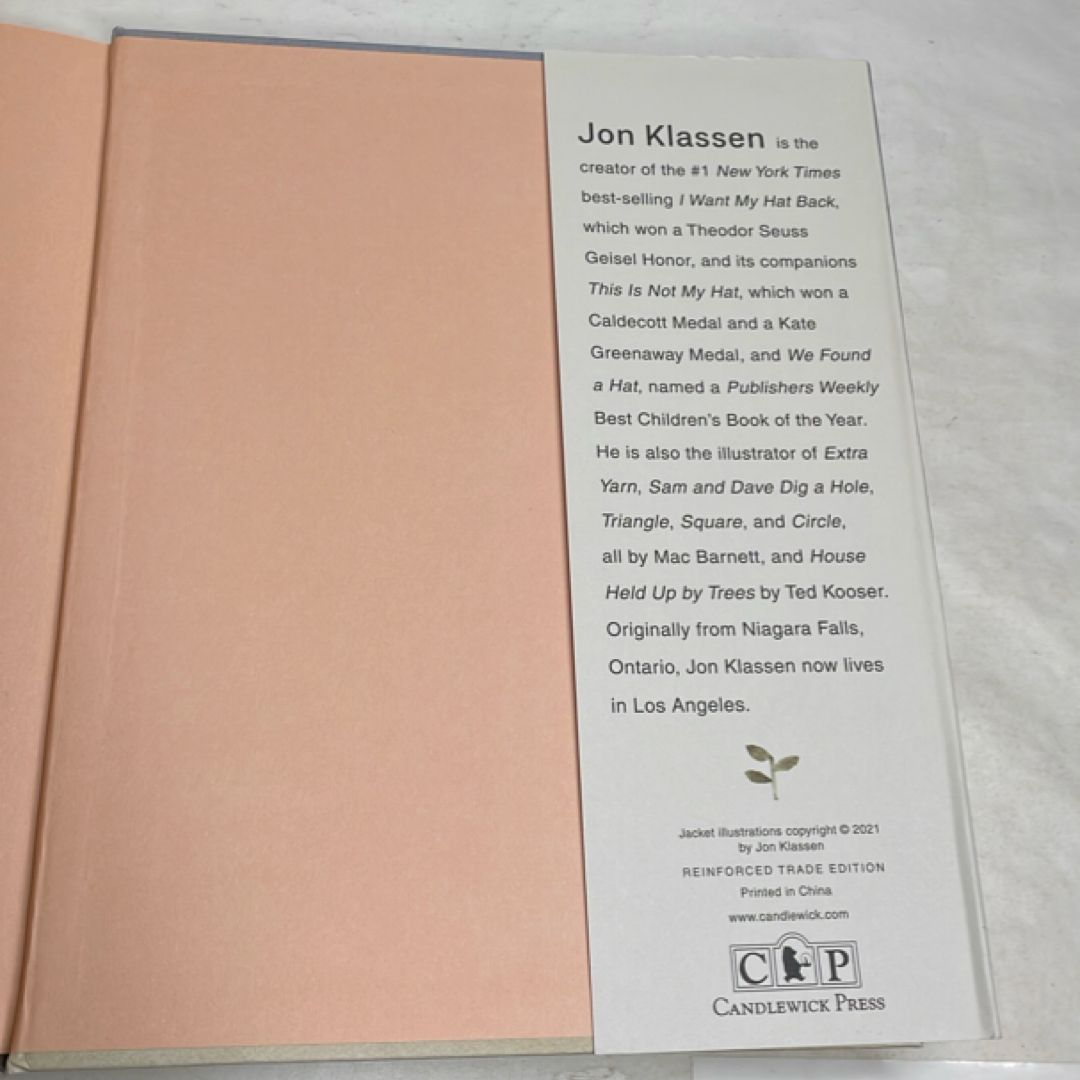 Jon Klassen is the
creator of the #1 New York Times
best-selling I Want My Hat Back,
which won a Theodor Seuss
Geisel Honor, and its companions
This Is Not My Hat, which won a
Caldecott Medal and a Kate
Greenaway Medal, and We Found
a Hat, named a Publishers Weekly
Best Children's Book of the Year.
He is also the illustrator of Extra
Yarn, Sam and Dave Dig a Hole,
Triangle, Square, and Circle,
all by Mac Barnett, and House
Held Up by Trees by Ted Kooser.
Originally from Niagara Falls,
Ontario, Jon Klassen now lives
in Los Angeles.
Jacket illustrations copyright © 2021
by Jon Klassen
REINFORCED TRADE EDITION
Printed in China
www.candlewick.com
C P
CANDLEWICK PRESS